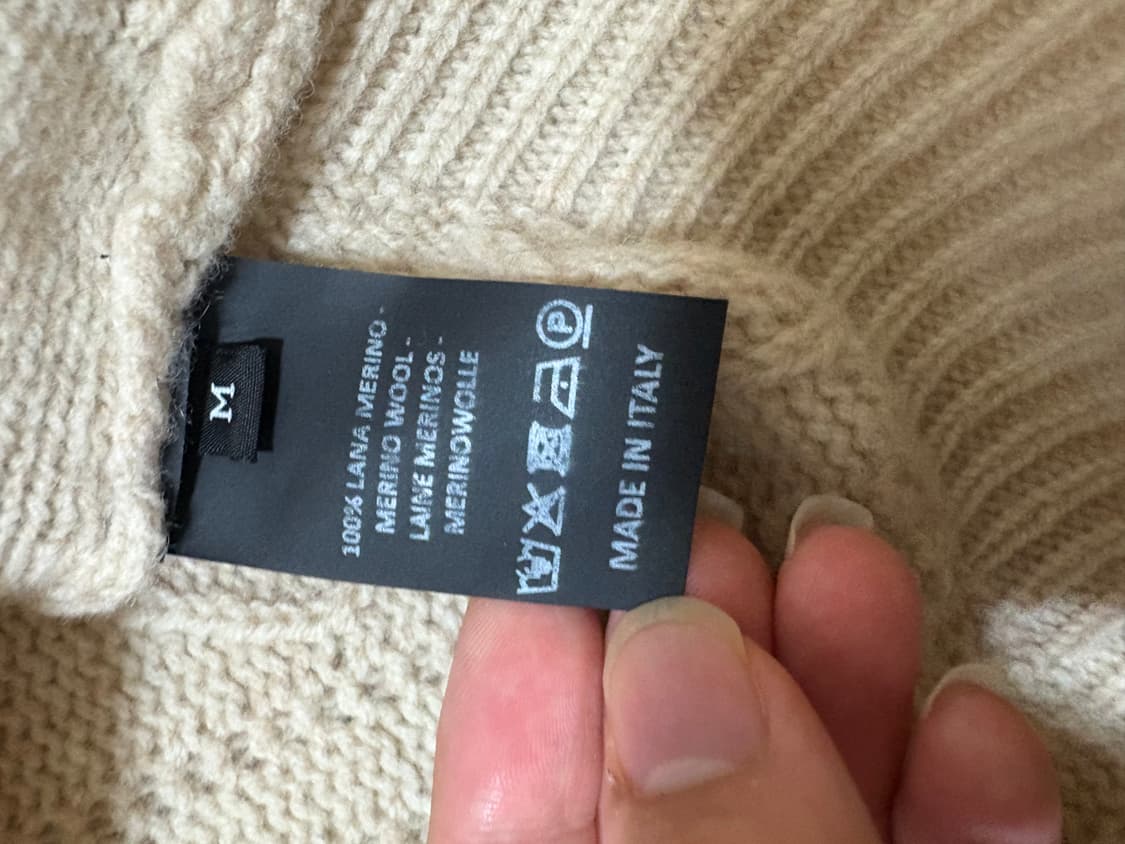 M
100% LANA MERINO -
MERINO WOOL -
LAINE MERINOS -
MERINOWOLLE
P
MADE IN ITALY